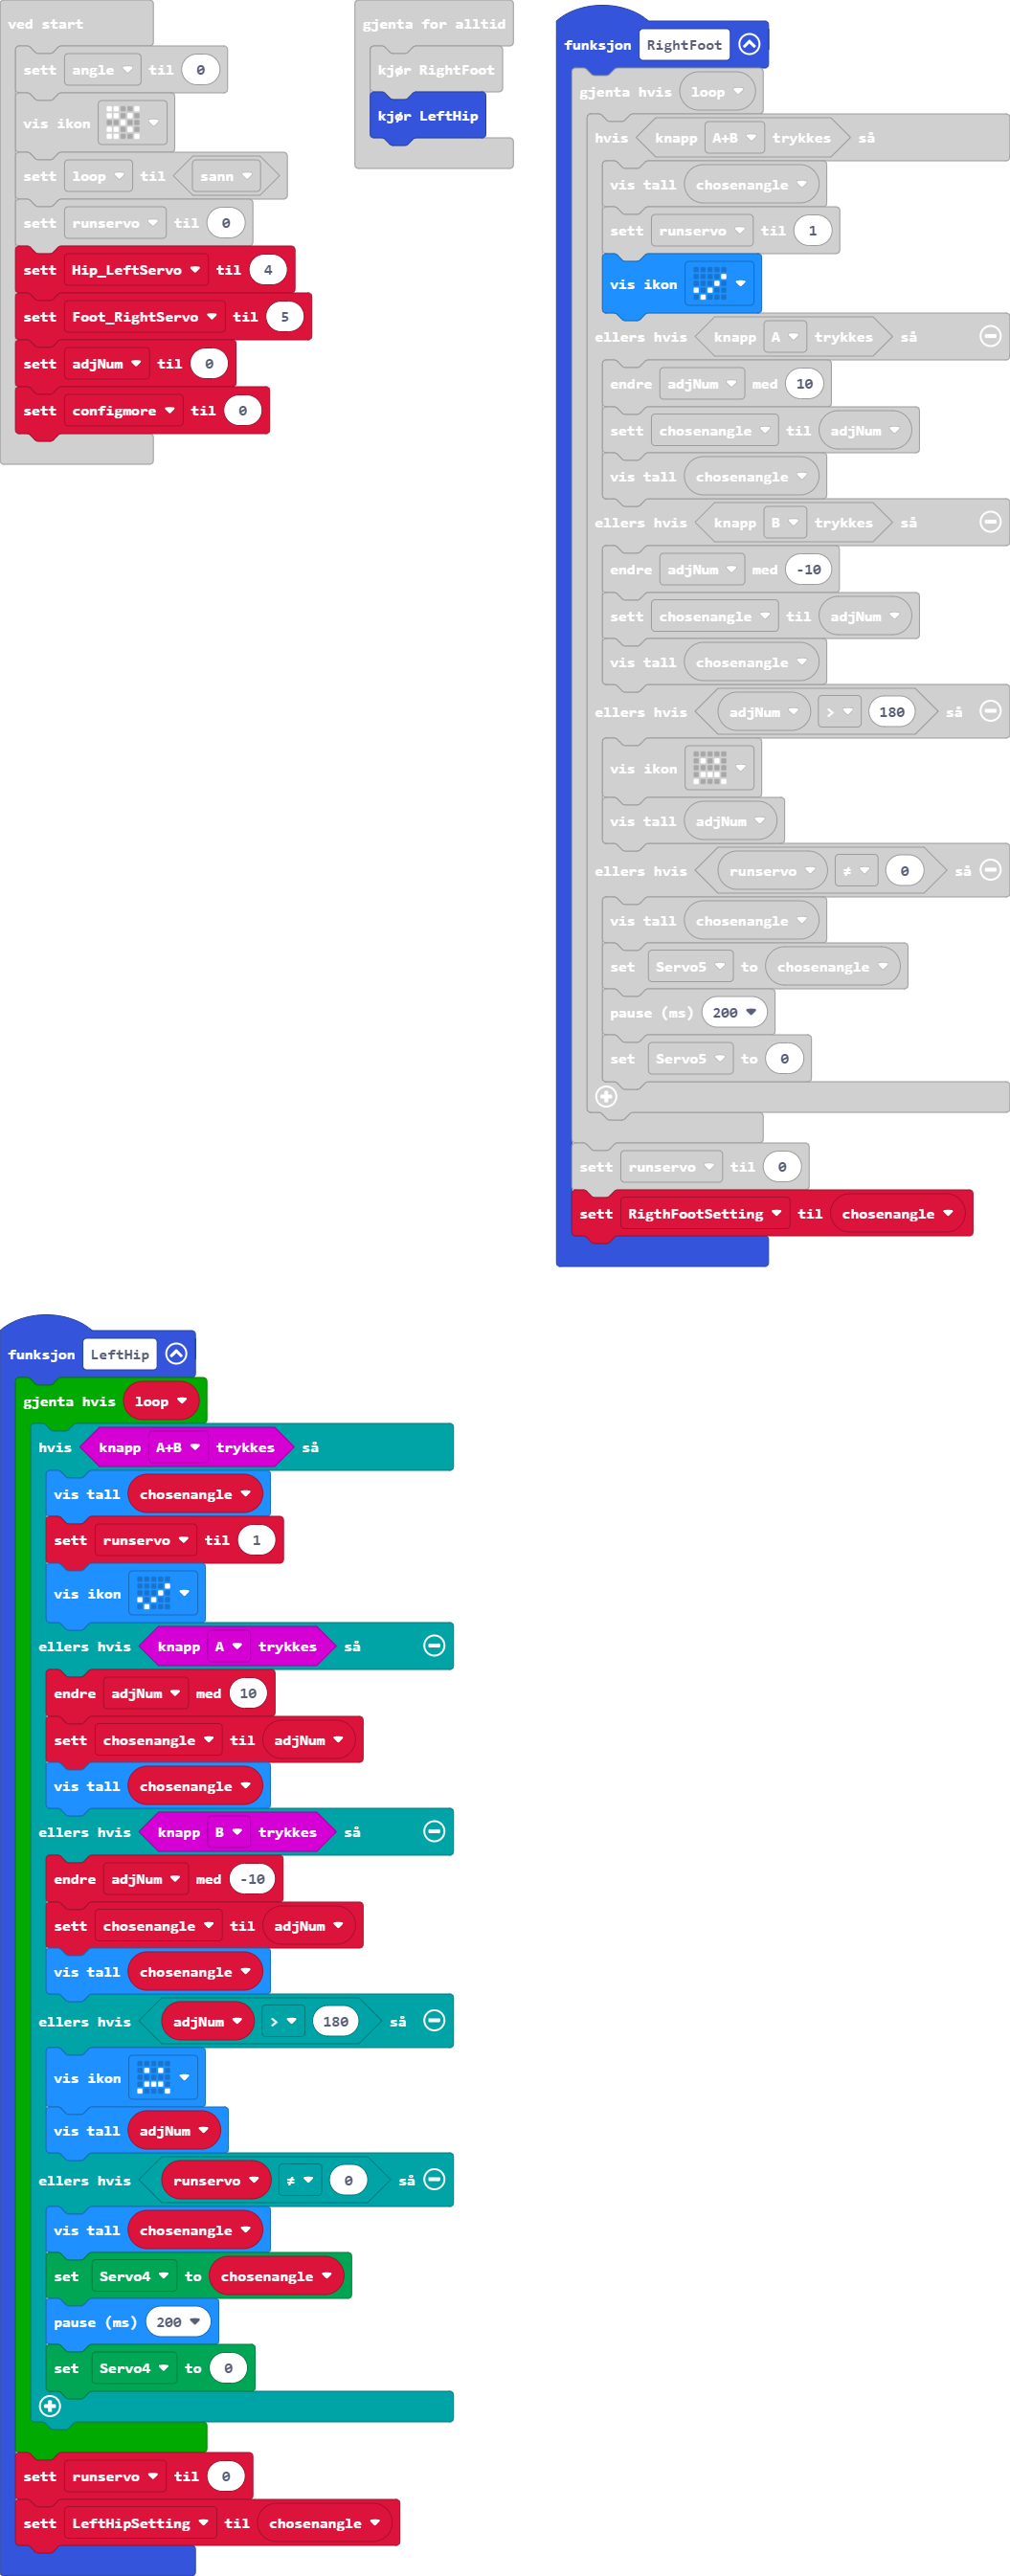 ved start
sett angle til 0
vis ikon
sett loop til sann
sett runservo til 0
sett Hip_LeftServo til 4
sett Foot_RightServo til 5
sett adjNum til 0
sett configmore til 0
gjenta for alltid
kjør RightFoot
kjør LeftHip
funksjon RightFoot
gjenta hvis loop
hvis knapp A+B trykkes så
vis tall chosenangle
sett runservo til 1
vis ikon
ellers hvis knapp A trykkes så
endre adjNum med 10
sett chosenangle til adjNum
vis tall chosenangle
ellers hvis knapp B trykkes så
endre adjNum med -10
sett chosenangle til adjNum
vis tall chosenangle
ellers hvis adjNum > 180 så
vis ikon
vis tall adjNum
ellers hvis runservo ≠ 0 så
vis tall chosenangle
set Servo5 to chosenangle
pause (ms) 200
set Servo5 to 0
sett runservo til 0
sett RigthFootSetting til chosenangle
funksjon LeftHip
gjenta hvis loop
hvis knapp A+B trykkes så
vis tall chosenangle
sett runservo til 1
vis ikon
ellers hvis knapp A trykkes så
endre adjNum med 10
sett chosenangle til adjNum
vis tall chosenangle
ellers hvis knapp B trykkes så
endre adjNum med -10
sett chosenangle til adjNum
vis tall chosenangle
ellers hvis adjNum > 180 så
vis ikon
vis tall adjNum
ellers hvis runservo ≠ 0 så
vis tall chosenangle
set Servo4 to chosenangle
pause (ms) 200
set Servo4 to 0
sett runservo til 0
sett LeftHipSetting til chosenangle